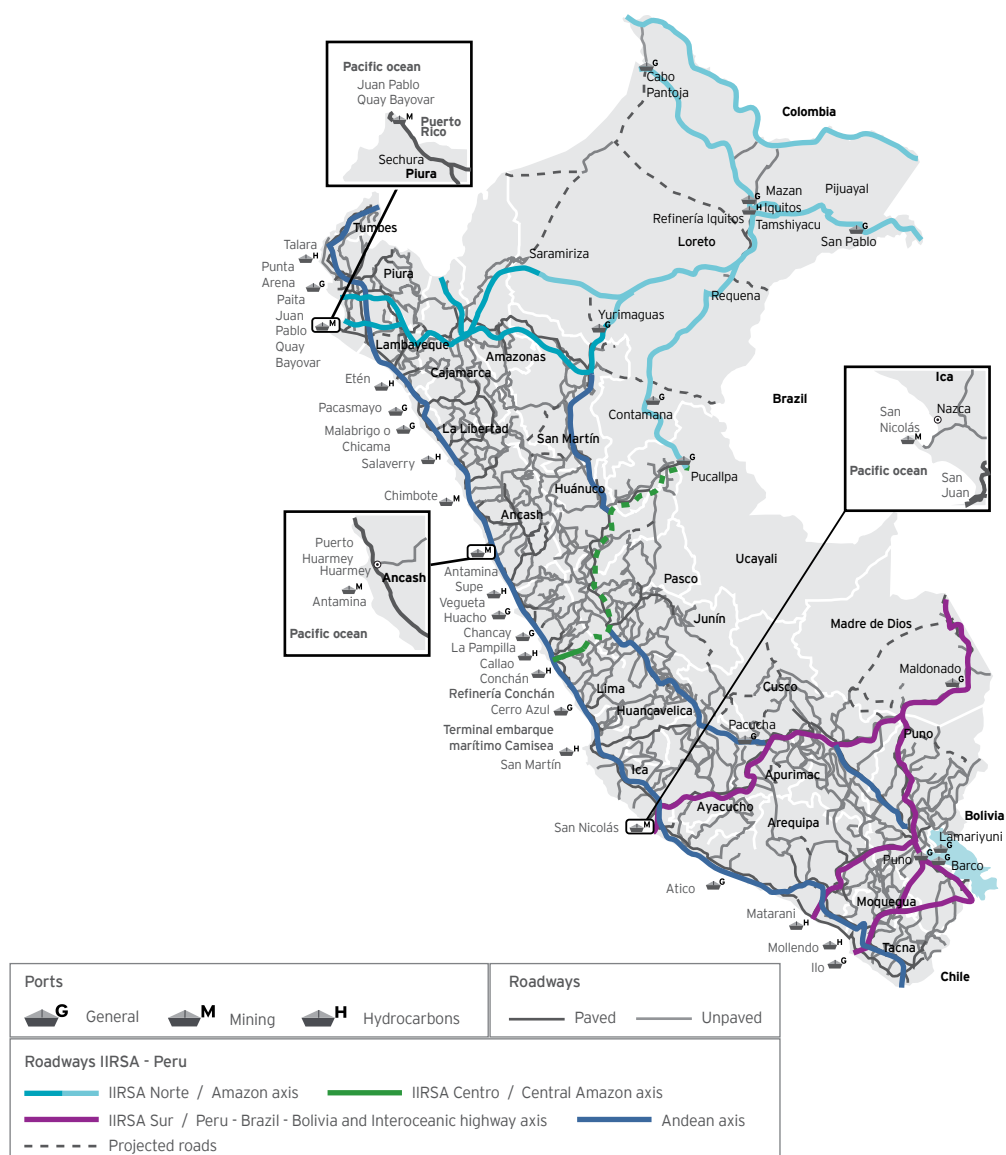 Pacific ocean
Juan Pablo
Quay Bayovar
M
Puerto
Rico
Sechura
Piura
G
Cabo
Pantoja
Colombia
G
Mazan
H
Iquitos
Refinería Iquitos
Tamshiyacu
Pijuayal
G
San Pablo
Loreto
Tumbes
Talara
H
Punta
Arena
G
Paita
Juan
Pablo
M
Quay
Bayovar
Piura
Saramiriza
Requena
Yurimaguas
G
Lambayeque
Amazonas
Cajamarca
Etén
H
Pacasmayo
G
Malabrigo o
G
Chicama
Salaverry
H
La Libertad
San Martín
Contamana
G
Brazil
Ica
Nazca
San
Nicolás
M
Pacific ocean
San
Juan
Pucallpa
G
Huánuco
Chimbote
M
Ancash
Puerto
Huarmey
Huarmey
Ancash
M
Antamina
Pacific ocean
M
Antamina
Supe
H
Vegueta
Huacho
G
Chancay
G
La Pampilla
H
Callao
Conchán
H
Refinería Conchán
Cerro Azul
G
Terminal embarque
marítimo Camisea
H
San Martín
Ucayali
Pasco
Junín
Madre de Dios
Maldonado
G
Lima
Cusco
Huancavelica
Pacucha
G
Puno
Ica
Apurimac
Ayacucho
San Nicolás
M
Arequipa
Bolivia
Lamariyuni
G
Puno
G
G
Barco
Atico
G
Moquegua
Matarani
H
Mollendo
H
Tacna
Ilo
G
Chile
Ports
G General
M Mining
H Hydrocarbons
Roadways
Paved
Unpaved
Roadways IIRSA - Peru
IIRSA Norte / Amazon axis
IIRSA Centro / Central Amazon axis
IIRSA Sur / Peru - Brazil - Bolivia and Interoceanic highway axis
Andean axis
Projected roads